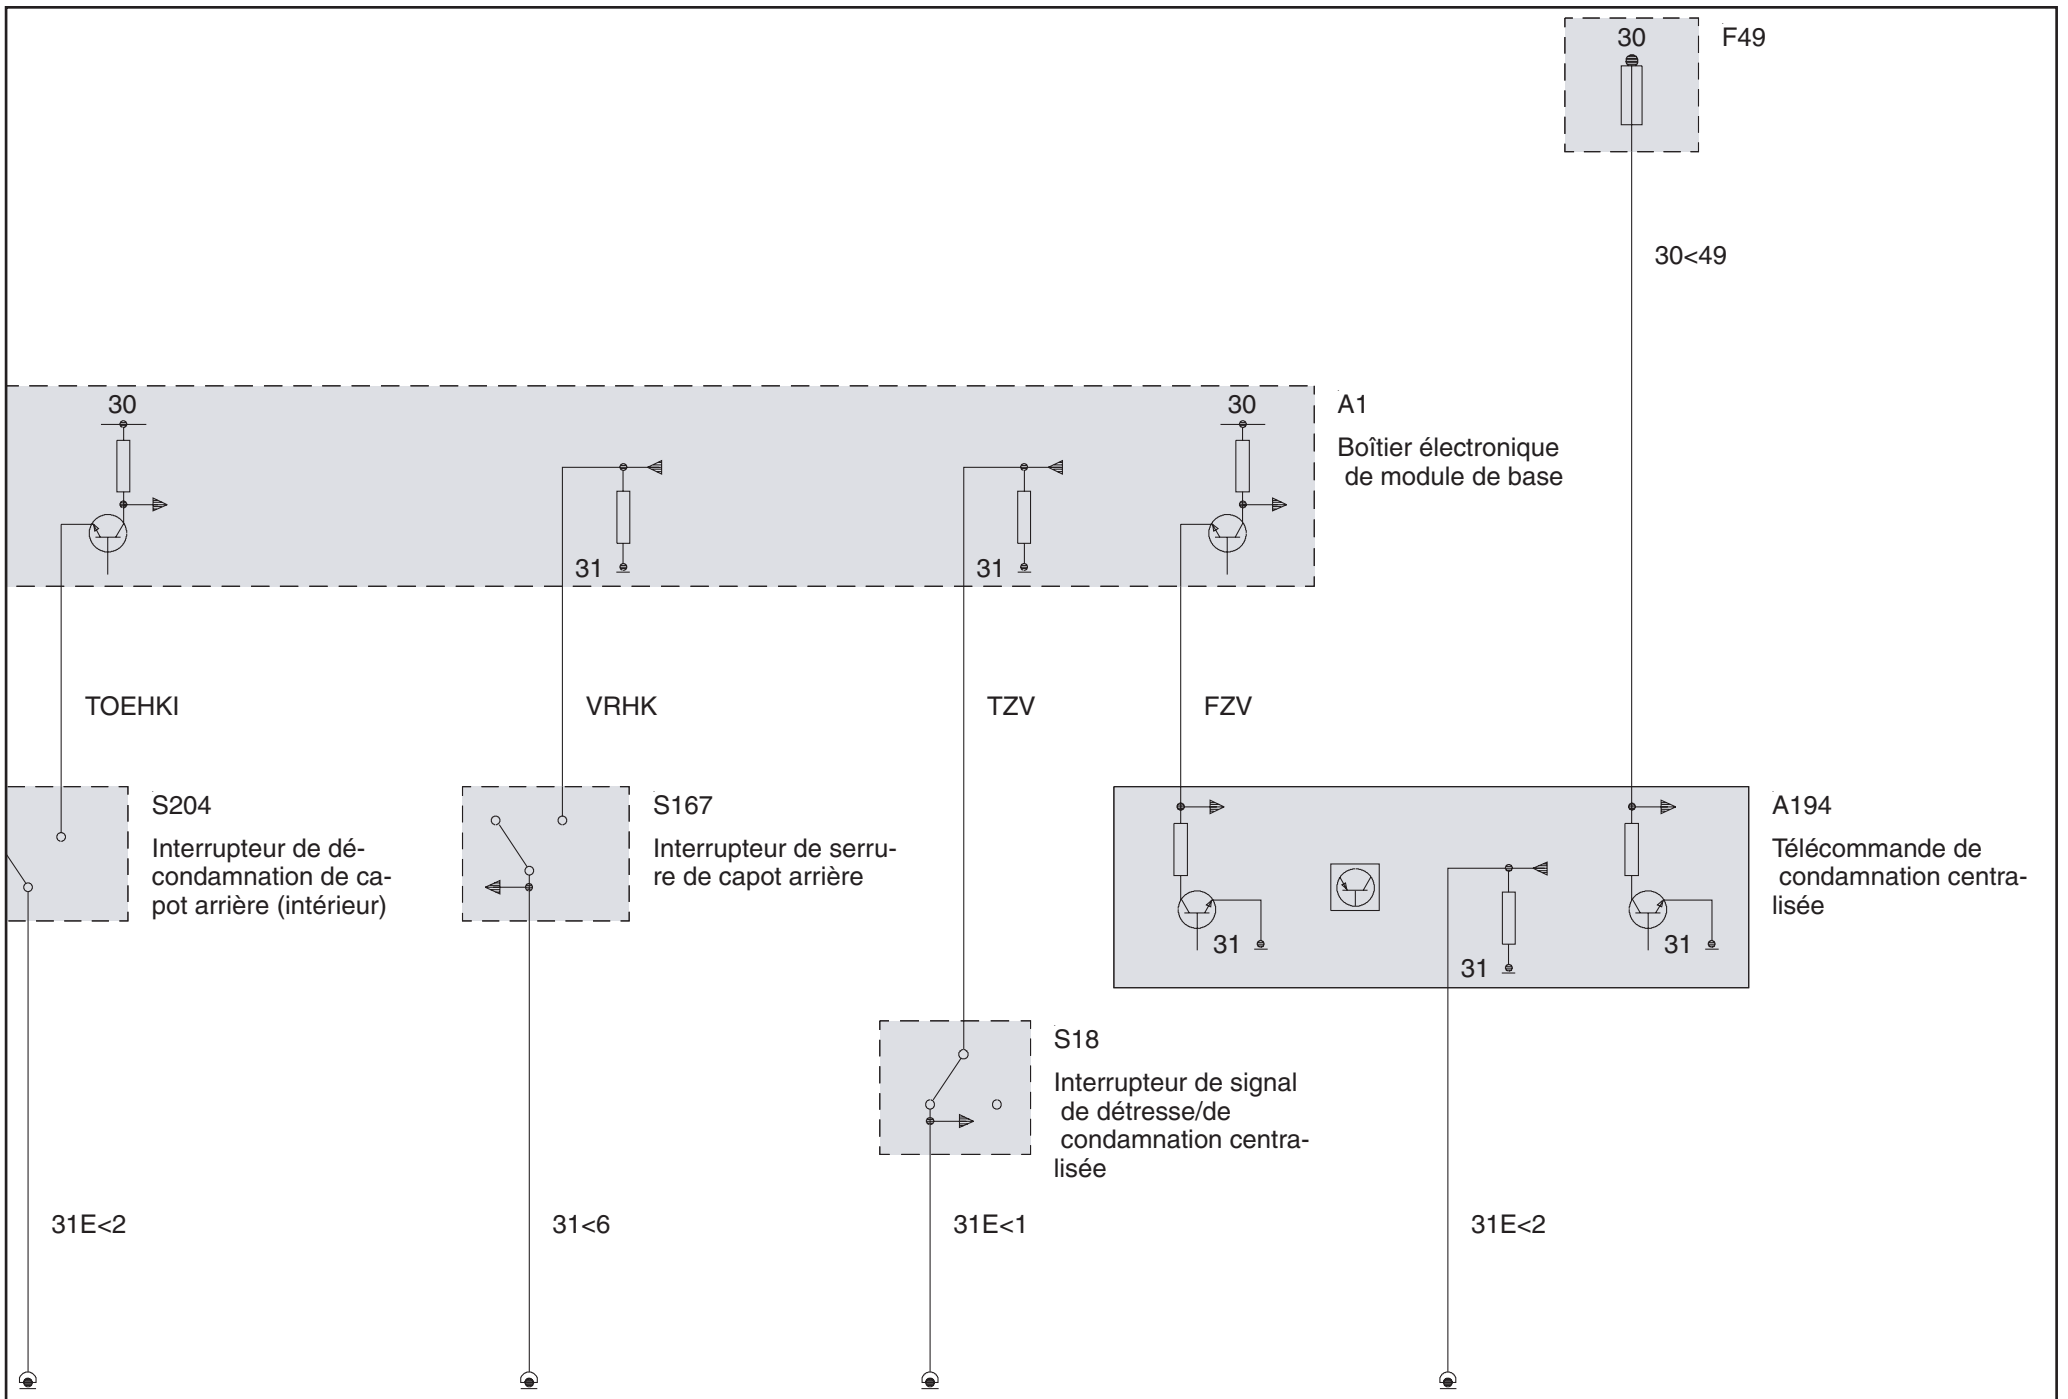 30
F49
30<49
30
30
A1
Boîtier électronique
de module de base
31
31
TOEHKI
VRHK
TZV
FZV
S204
Interrupteur de dé-
condamnation de ca-
pot arrière (intérieur)
S167
Interrupteur de serru-
re de capot arrière
A194
Télécommande de
condamnation centra-
lisée
31
31
31
S18
Interrupteur de signal
de détresse/de
condamnation centra-
lisée
31E<2
31<6
31E<1
31E<2